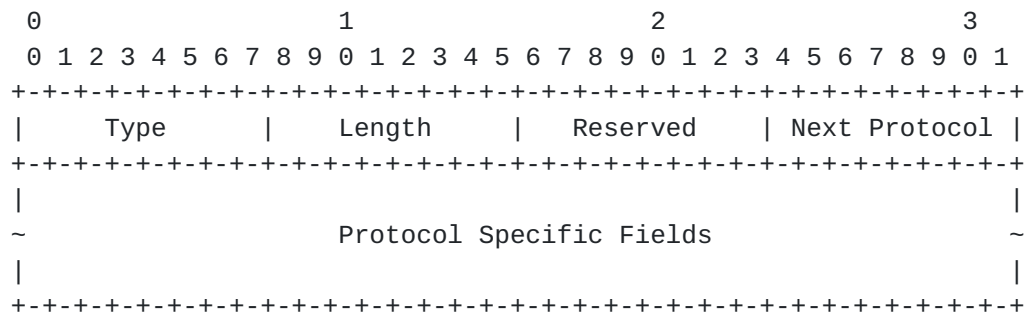 0                   1                   2                   3
 0 1 2 3 4 5 6 7 8 9 0 1 2 3 4 5 6 7 8 9 0 1 2 3 4 5 6 7 8 9 0 1
+-+-+-+-+-+-+-+-+-+-+-+-+-+-+-+-+-+-+-+-+-+-+-+-+-+-+-+-+-+-+-+-+
|     Type      |    Length     |   Reserved    | Next Protocol |
+-+-+-+-+-+-+-+-+-+-+-+-+-+-+-+-+-+-+-+-+-+-+-+-+-+-+-+-+-+-+-+-+
|                                                               |
~                    Protocol Specific Fields                   ~
|                                                               |
+-+-+-+-+-+-+-+-+-+-+-+-+-+-+-+-+-+-+-+-+-+-+-+-+-+-+-+-+-+-+-+-+